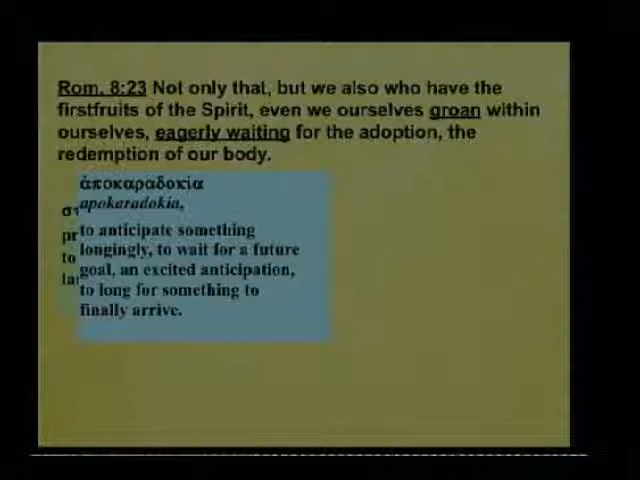 Rom. 8:23 Not only that, but we also who have the
firstfruits of the Spirit, even we ourselves groan within
ourselves, eagerly waiting for the adoption, the
redemption of our body.
ἀποκαραδοκία
apokaradokia,
to anticipate something
longingly, to wait for a future
goal, an excited anticipation,
to long for something to
finally arrive.